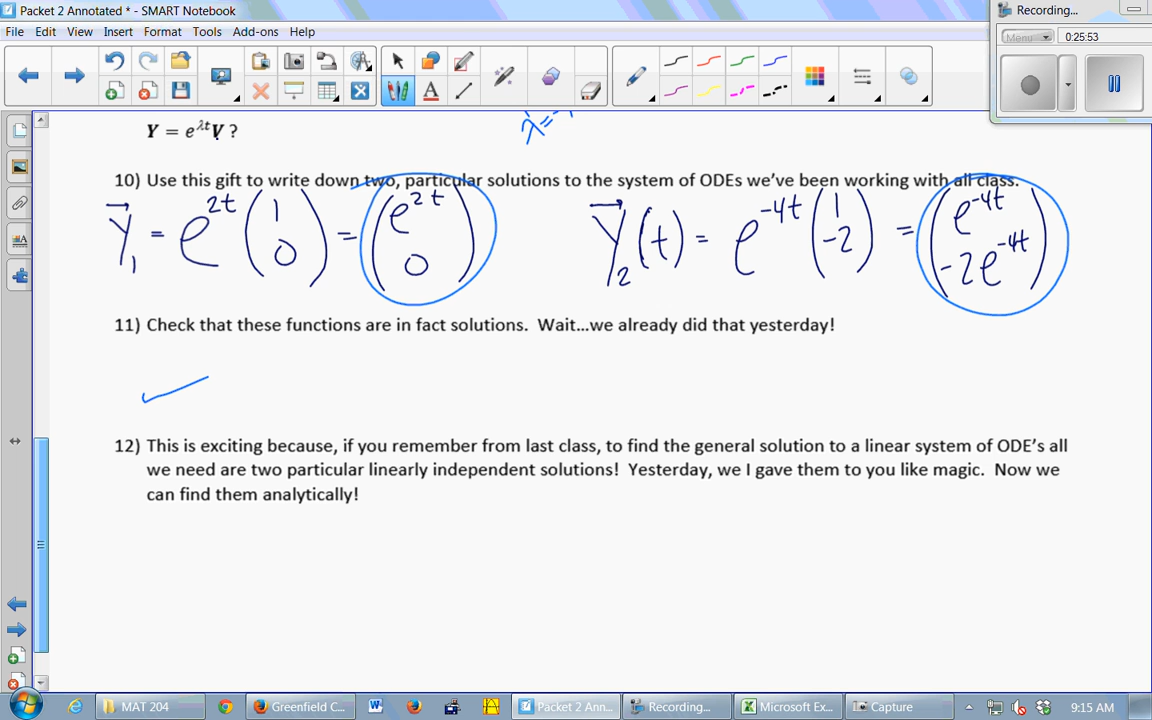 Packet 2 Annotated * - SMART Notebook
Recording...
File Edit View Insert Format Tools Add-ons Help
Menu 0:25:53
Y = e^λt V ?
λ=-
10) Use this gift to write down two, particular solutions to the system of ODEs we've been working with all class.
Y₁ = e^2t (1 0) = (e^2t 0) Y₂(t) = e^-4t (1 -2) = (e^-4t -2e^-4t)
11) Check that these functions are in fact solutions. Wait...we already did that yesterday!
12) This is exciting because, if you remember from last class, to find the general solution to a linear system of ODE's all
we need are two particular linearly independent solutions! Yesterday, we I gave them to you like magic. Now we
can find them analytically!
MAT 204 Greenfield C... Packet 2 Ann... Recording... Microsoft Ex... Capture 9:15 AM